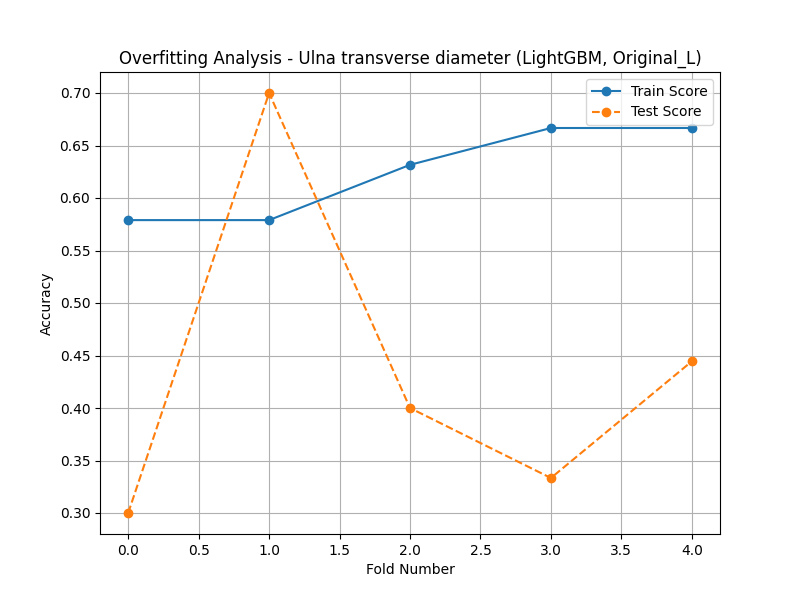 Overfitting Analysis - Ulna transverse diameter (LightGBM, Original_L)
Train Score
Test Score
0.70
0.65
0.60
0.55
0.50
0.45
0.40
0.35
0.30
Accuracy
0.0 0.5 1.0 1.5 2.0 2.5 3.0 3.5 4.0
Fold Number